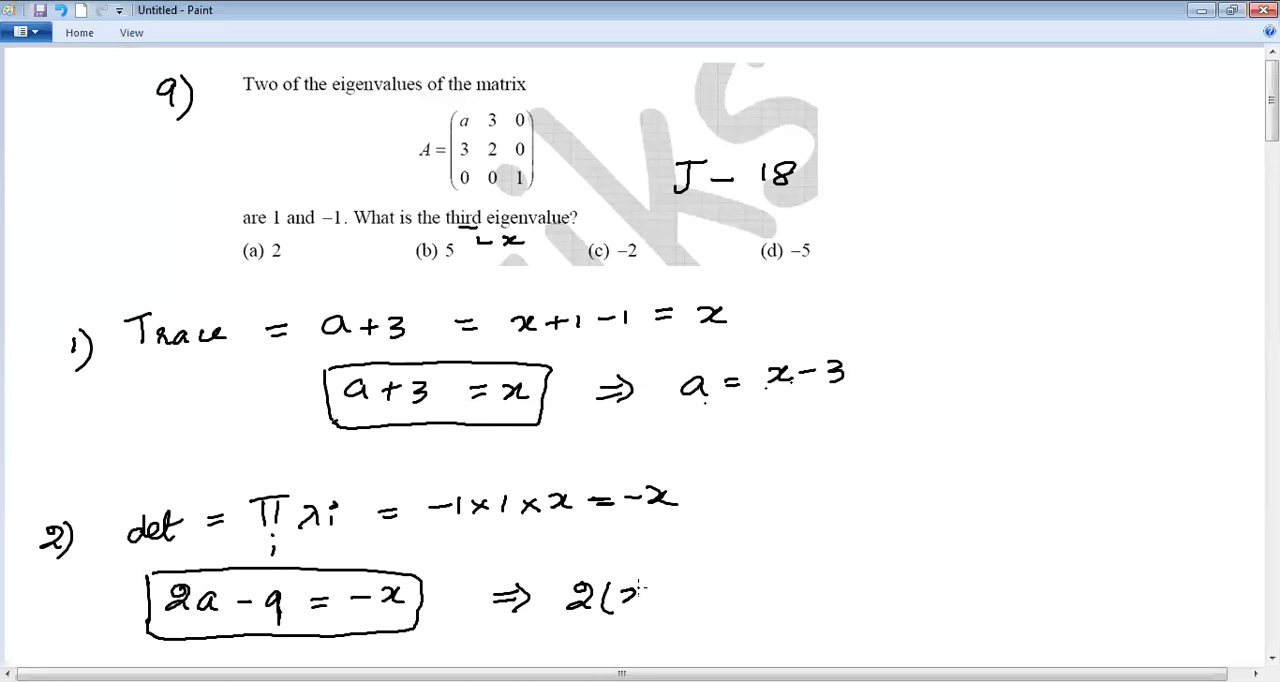 Untitled - Paint
Home View
9) Two of the eigenvalues of the matrix
A = ( a 3 0
3 2 0
0 0 1 )
J - 18
are 1 and −1. What is the third eigenvalue?
x
(a) 2 (b) 5 (c) −2 (d) −5
1) Trace = a + 3 = x + 1 - 1 = x
a + 3 = x ⇒ a = x - 3
2) det = π λi = -1 × 1 × x = -x
i
2a - 9 = -x ⇒ 2(x